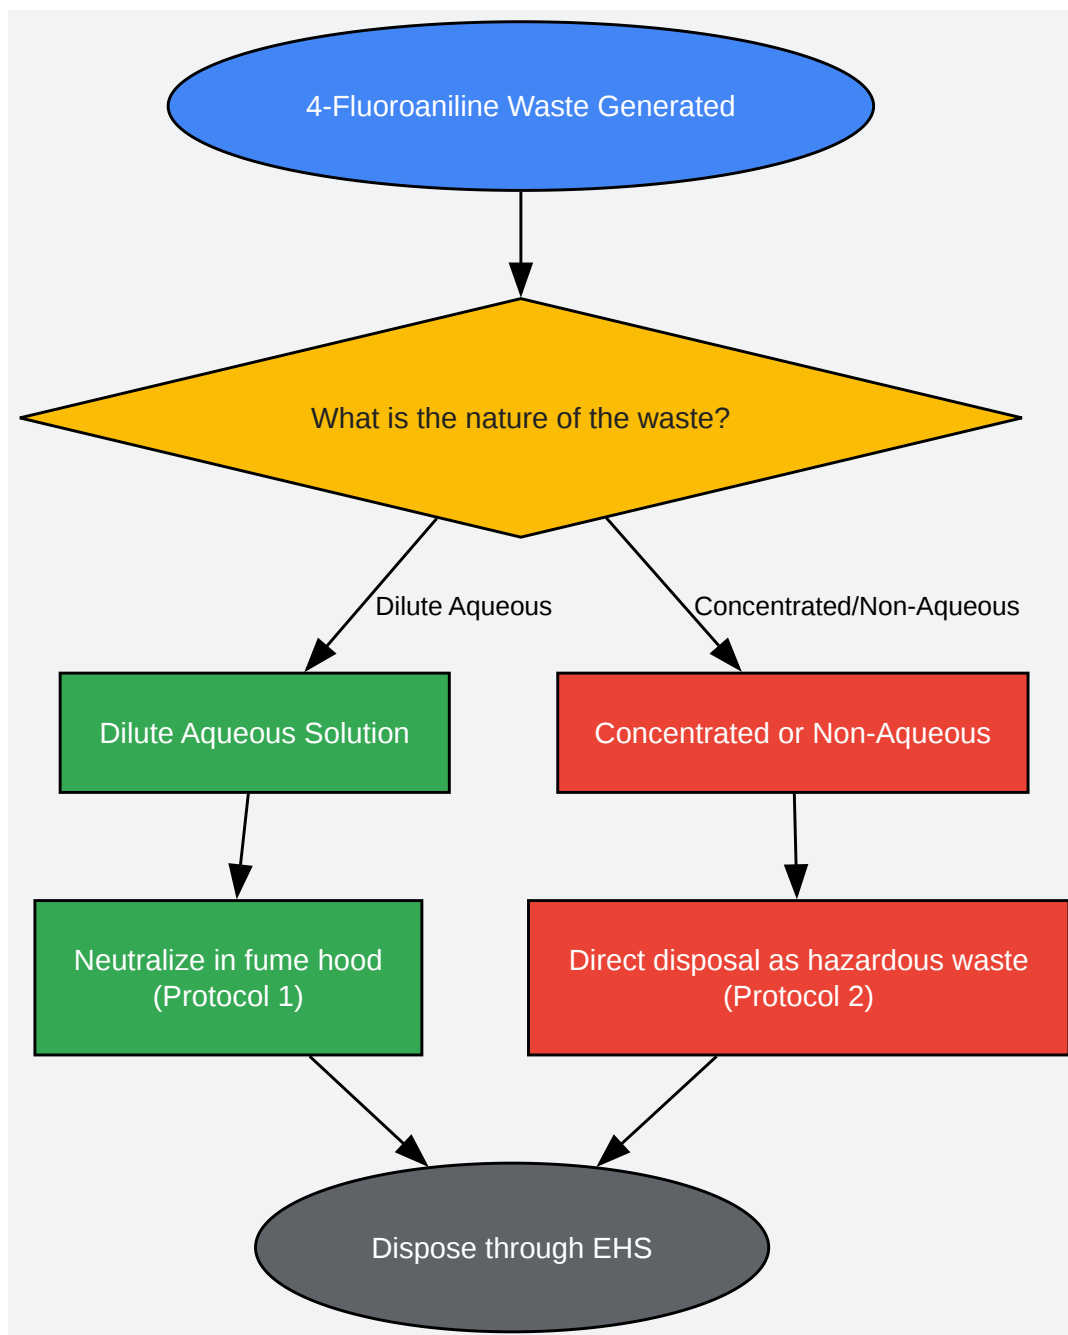 4-Fluoroaniline Waste Generated
What is the nature of the waste?
Dilute Aqueous
Concentrated/Non-Aqueous
Dilute Aqueous Solution
Concentrated or Non-Aqueous
Neutralize in fume hood
(Protocol 1)
Direct disposal as hazardous waste
(Protocol 2)
Dispose through EHS